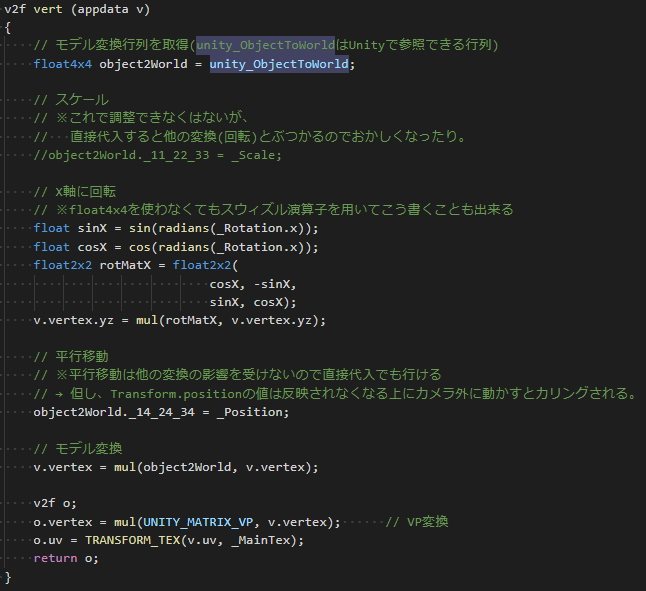 v2f vert (appdata v)
{
// モデル変換行列を取得(unity_ObjectToWorldはUnityで参照できる行列)
float4x4 object2World = unity_ObjectToWorld;
// スケール
// ※これで調整できなくはないが、
//   直接代入すると他の変換(回転)とぶつかるのでおかしくなったり。
//object2World._11_22_33 = _Scale;
// X軸に回転
// ※float4x4を使わなくてもスウィズル演算子を用いてこう書くことも出来る
float sinX = sin(radians(_Rotation.x));
float cosX = cos(radians(_Rotation.x));
float2x2 rotMatX = float2x2(
cosX, -sinX,
sinX, cosX);
v.vertex.yz = mul(rotMatX, v.vertex.yz);
// 平行移動
// ※平行移動は他の変換の影響を受けないので直接代入でも行ける
// → 但し、Transform.positionの値は反映されなくなる上にカメラ外に動かすとカリングされる。
object2World._14_24_34 = _Position;
// モデル変換
v.vertex = mul(object2World, v.vertex);
v2f o;
o.vertex = mul(UNITY_MATRIX_VP, v.vertex);      // VP変換
o.uv = TRANSFORM_TEX(v.uv, _MainTex);
return o;
}